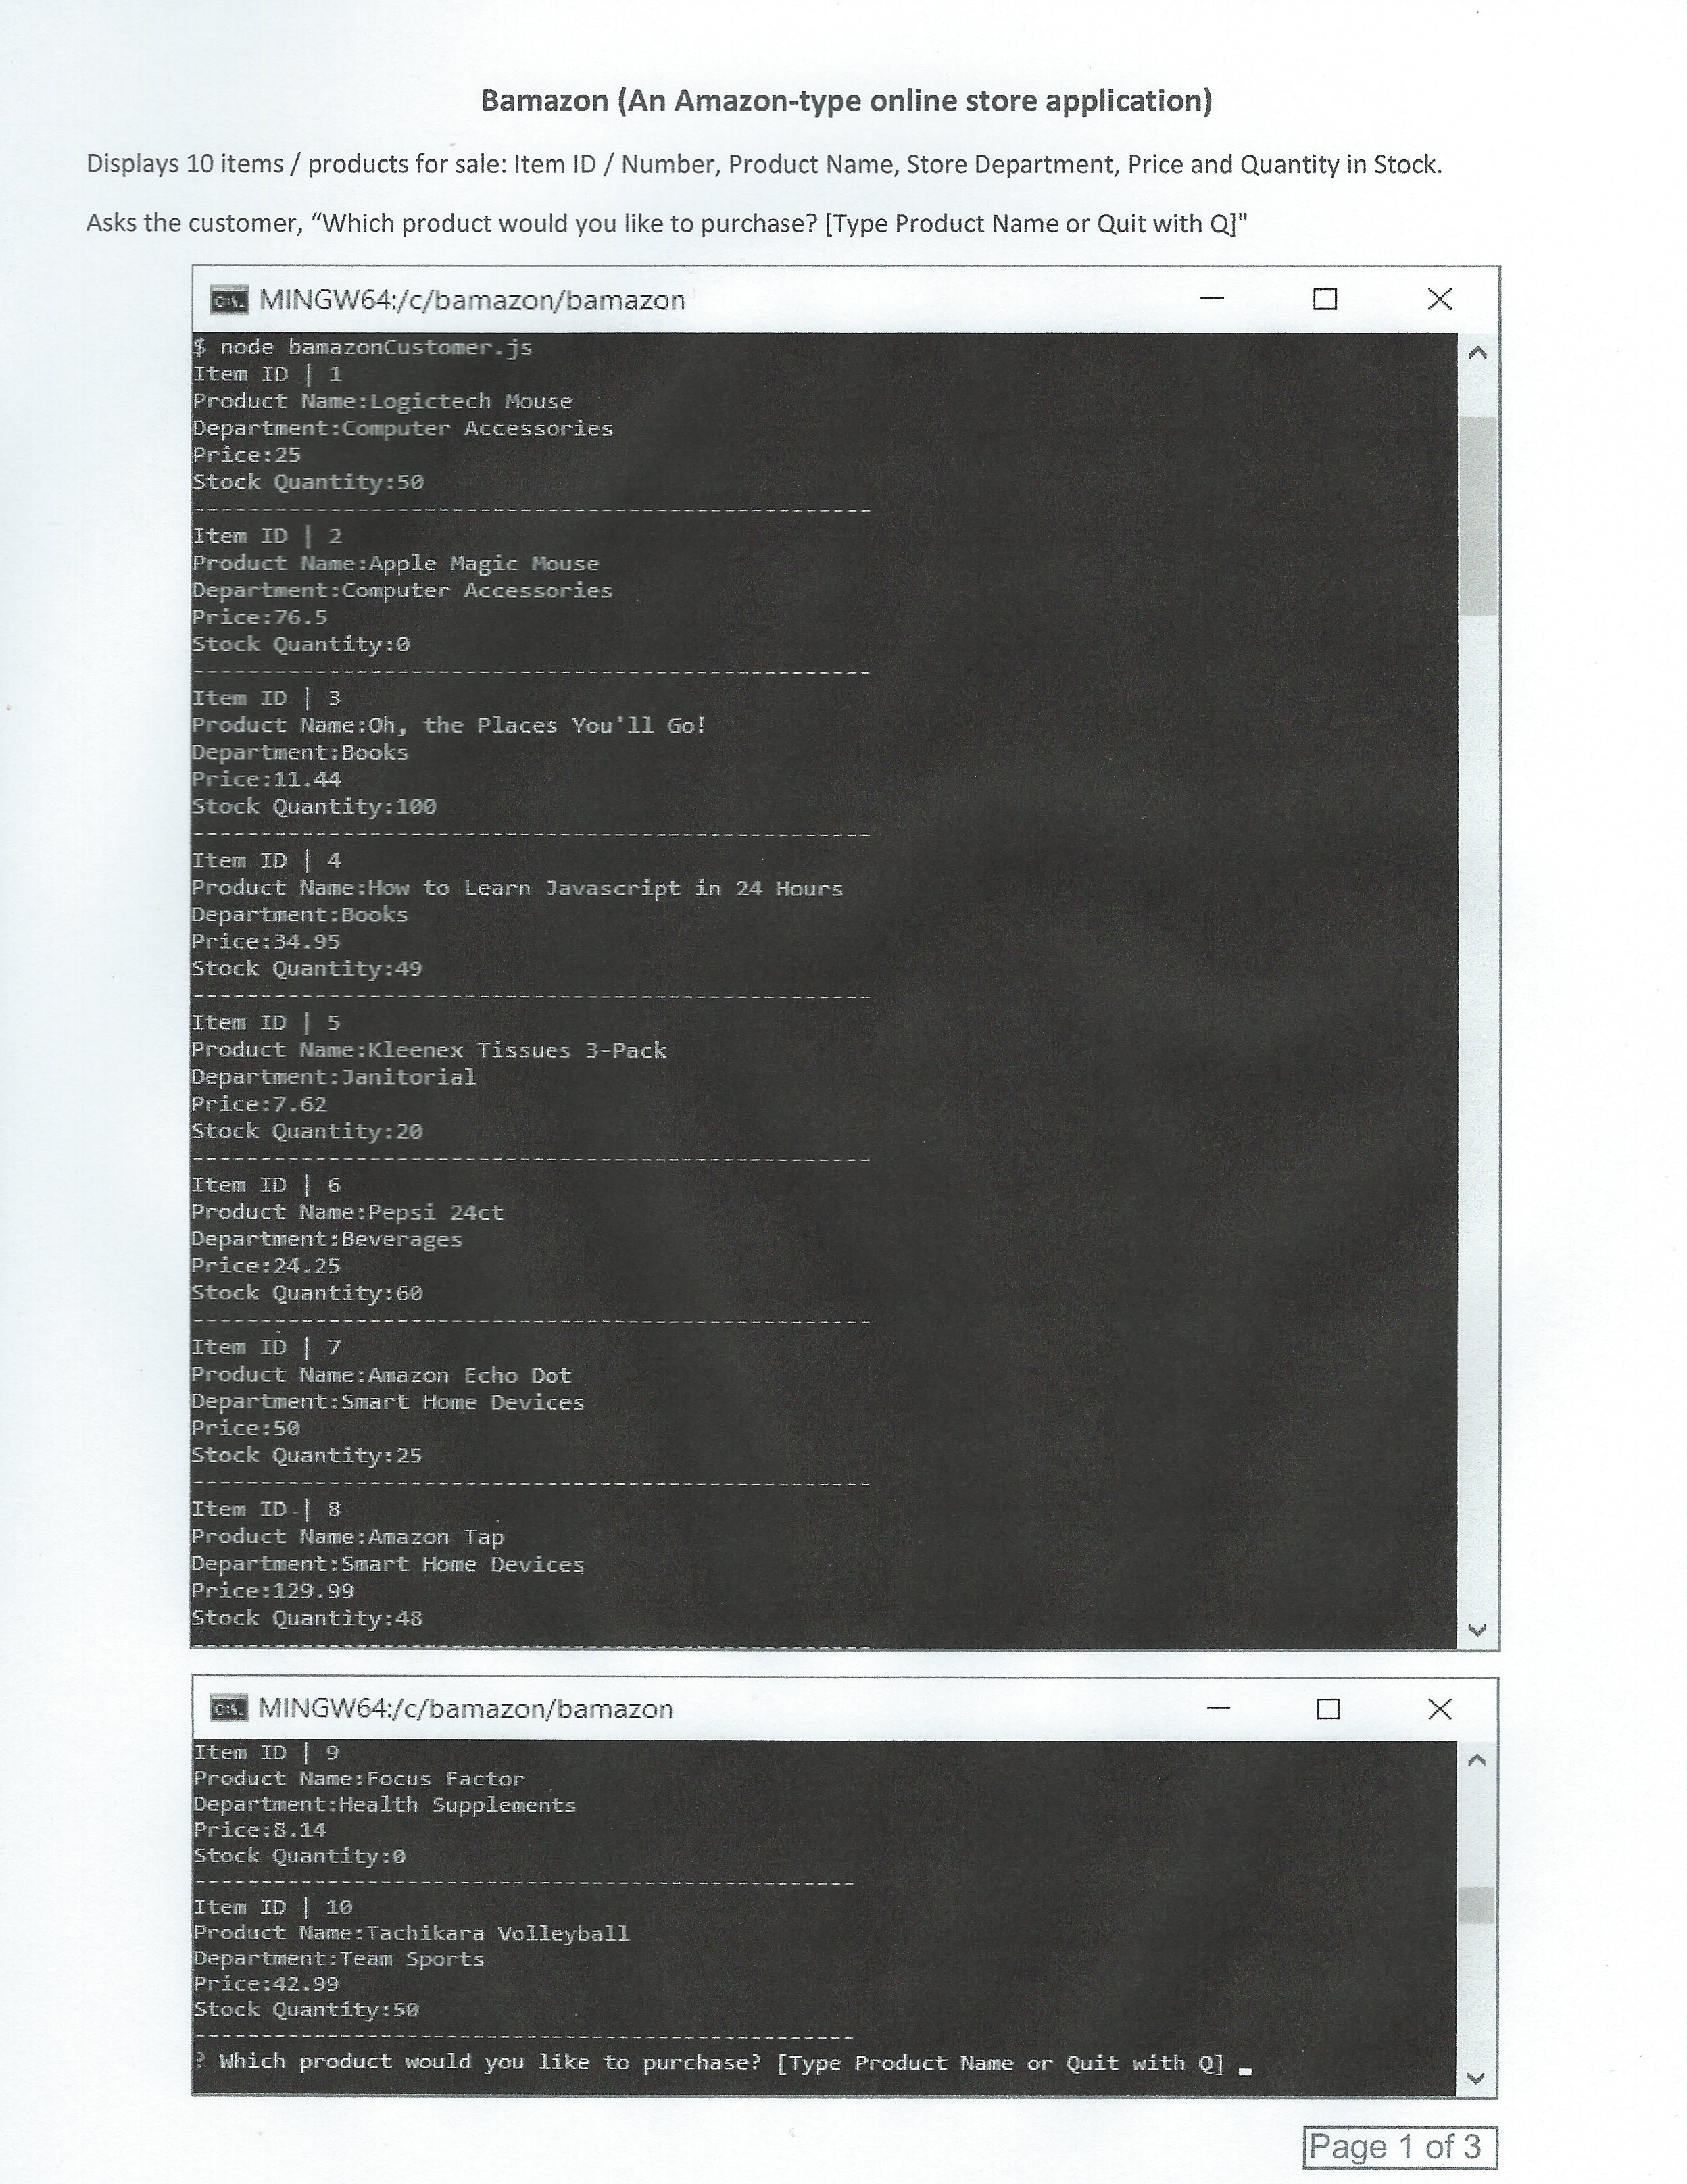 Bamazon (An Amazon-type online store application)
Displays 10 items / products for sale: Item ID / Number, Product Name, Store Department, Price and Quantity in Stock.
Asks the customer, “Which product would you like to purchase? [Type Product Name or Quit with Q]"
MINGW64:/c/bamazon/bamazon
$ node bamazonCustomer.js
Item ID | 1
Product Name:Logictech Mouse
Department:Computer Accessories
Price:25
Stock Quantity:50
--------------------------------------------------
Item ID | 2
Product Name:Apple Magic Mouse
Department:Computer Accessories
Price:76.5
Stock Quantity:0
--------------------------------------------------
Item ID | 3
Product Name:Oh, the Places You'll Go!
Department:Books
Price:11.44
Stock Quantity:100
--------------------------------------------------
Item ID | 4
Product Name:How to Learn Javascript in 24 Hours
Department:Books
Price:34.95
Stock Quantity:49
--------------------------------------------------
Item ID | 5
Product Name:Kleenex Tissues 3-Pack
Department:Janitorial
Price:7.62
Stock Quantity:20
--------------------------------------------------
Item ID | 6
Product Name:Pepsi 24ct
Department:Beverages
Price:24.25
Stock Quantity:60
--------------------------------------------------
Item ID | 7
Product Name:Amazon Echo Dot
Department:Smart Home Devices
Price:50
Stock Quantity:25
--------------------------------------------------
Item ID | 8
Product Name:Amazon Tap
Department:Smart Home Devices
Price:129.99
Stock Quantity:48
--------------------------------------------------
MINGW64:/c/bamazon/bamazon
Item ID | 9
Product Name:Focus Factor
Department:Health Supplements
Price:8.14
Stock Quantity:0
--------------------------------------------------
Item ID | 10
Product Name:Tachikara Volleyball
Department:Team Sports
Price:42.99
Stock Quantity:50
--------------------------------------------------
? Which product would you like to purchase? [Type Product Name or Quit with Q]
Page 1 of 3